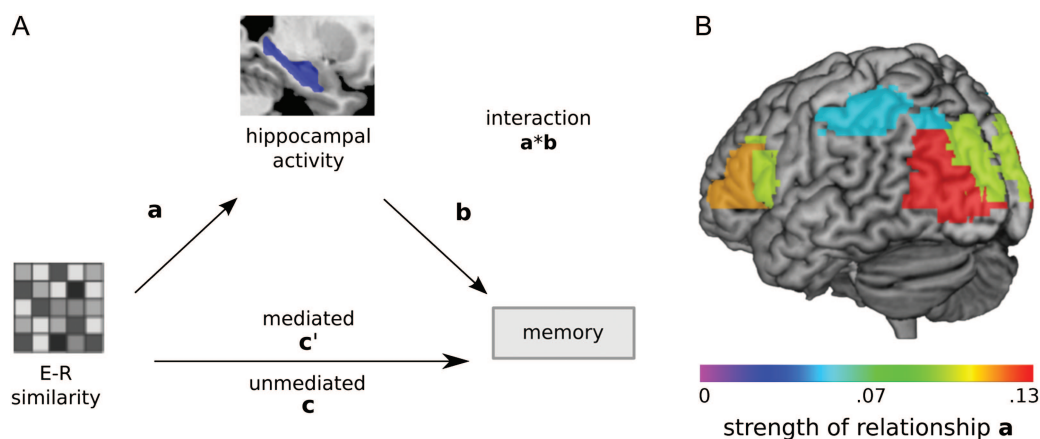 A
hippocampal
activity
interaction
a*b
a
b
mediated
c'
unmediated
c
E-R
similarity
memory
B
0 .07 .13
strength of relationship a